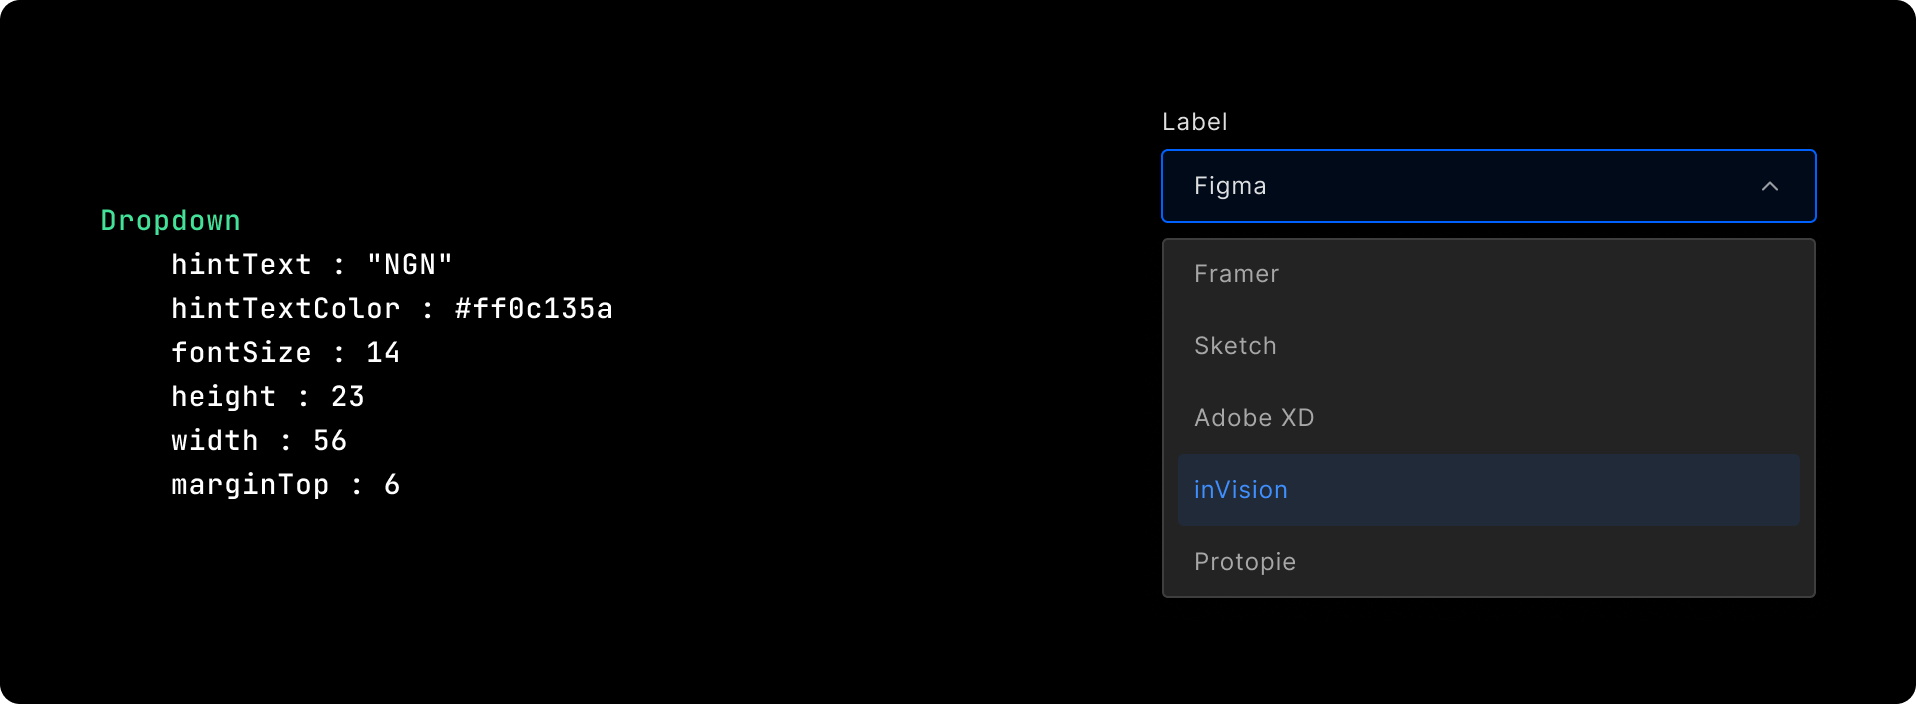 Dropdown
hintText : "NGN"
hintTextColor : #ff0c135a
fontSize : 14
height : 23
width : 56
marginTop : 6
Label
Figma
Framer
Sketch
Adobe XD
inVision
Protopie